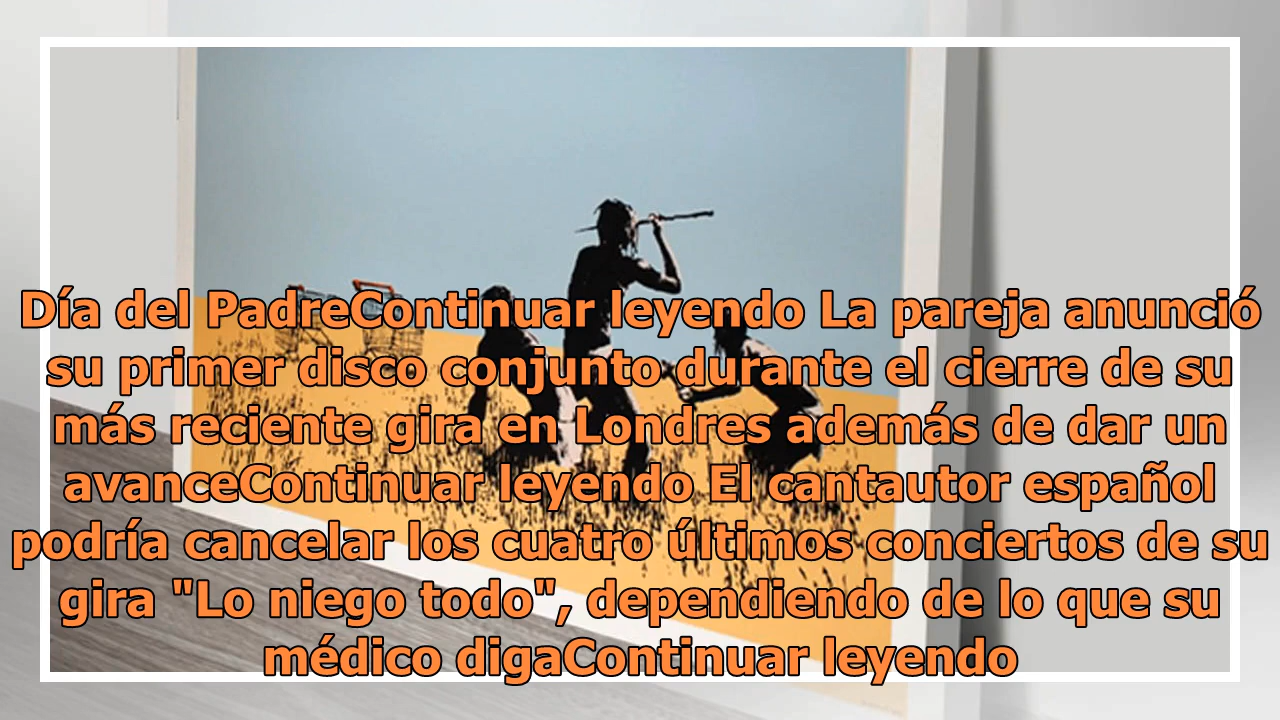 Día del PadreContinuar leyendo La pareja anunció
su primer disco conjunto durante el cierre de su
más reciente gira en Londres además de dar un
avanceContinuar leyendo El cantautor español
podría cancelar los cuatro últimos conciertos de su
gira "Lo niego todo", dependiendo de lo que su
médico digaContinuar leyendo